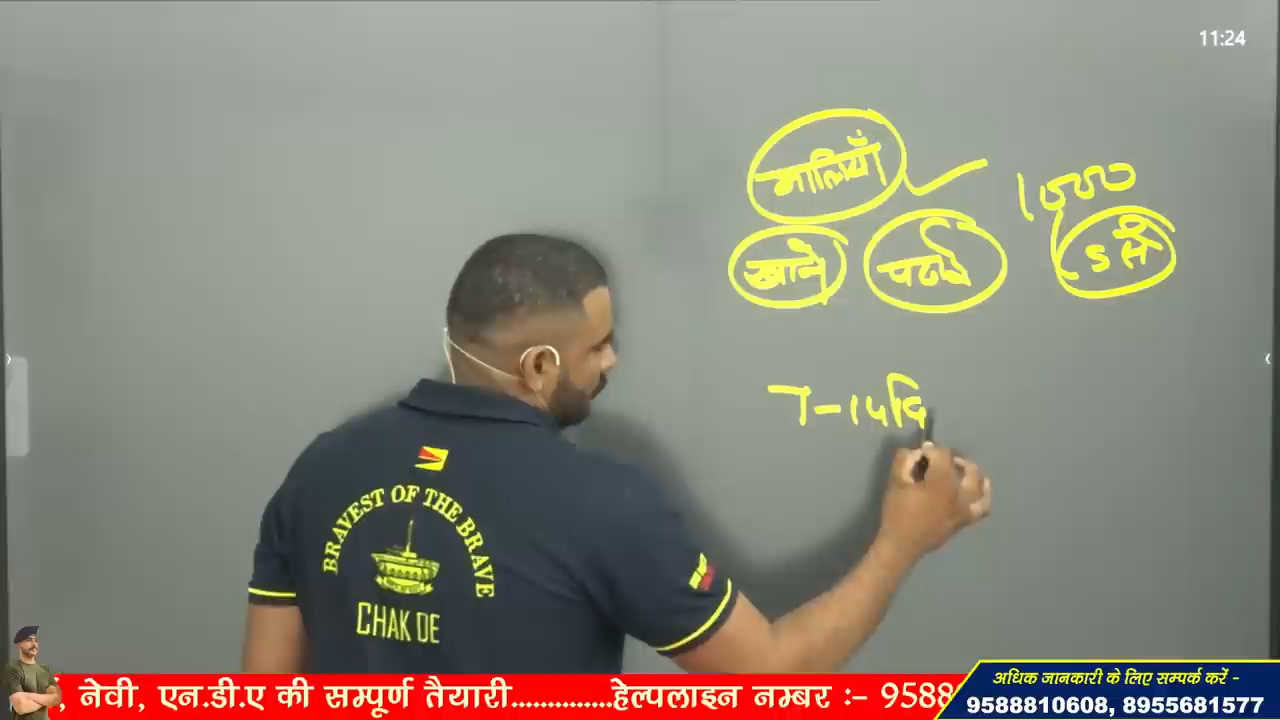 11:24
गालियाँ
1500
खाने
पढाई
5 से
7-14दि
BRAVEST OF THE BRAVE
CHAK DE
, नेवी, एन.डी.ए की सम्पूर्ण तैयारी..............हेल्पलाइन नम्बर :- 9588
अधिक जानकारी के लिए सम्पर्क करें -
9588810608, 8955681577